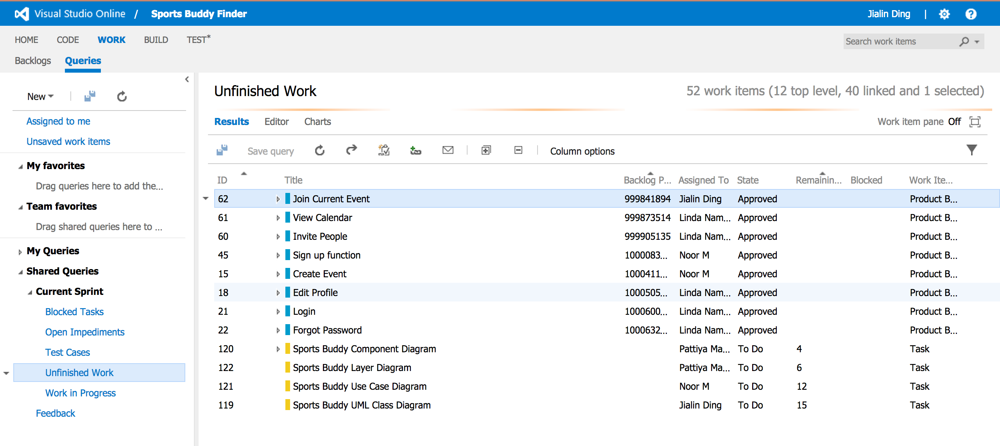 Visual Studio Online / Sports Buddy Finder Jialin Ding |
HOME CODE WORK BUILD TEST*
Search work items
Backlogs Queries
New
Assigned to me
Unsaved work items
My favorites
Drag queries here to add the...
Team favorites
Drag shared queries here to ...
My Queries
Shared Queries
Current Sprint
Blocked Tasks
Open Impediments
Test Cases
Unfinished Work
Work in Progress
Feedback
Unfinished Work 52 work items (12 top level, 40 linked and 1 selected)
Results Editor Charts Work item pane Off
Save query Column options
ID Title Backlog P... Assigned To State Remainin... Blocked Work Ite...
62 Join Current Event 999841894 Jialin Ding Approved Product B...
61 View Calendar 999873514 Linda Nam... Approved Product B...
60 Invite People 999905135 Linda Nam... Approved Product B...
45 Sign up function 1000083... Noor M Approved Product B...
15 Create Event 1000411... Noor M Approved Product B...
18 Edit Profile 1000505... Linda Nam... Approved Product B...
21 Login 1000600... Linda Nam... Approved Product B...
22 Forgot Password 1000632... Linda Nam... Approved Product B...
120 Sports Buddy Component Diagram Pattiya Ma... To Do 4 Task
122 Sports Buddy Layer Diagram Pattiya Ma... To Do 6 Task
121 Sports Buddy Use Case Diagram Noor M To Do 12 Task
119 Sports Buddy UML Class Diagram Jialin Ding To Do 15 Task